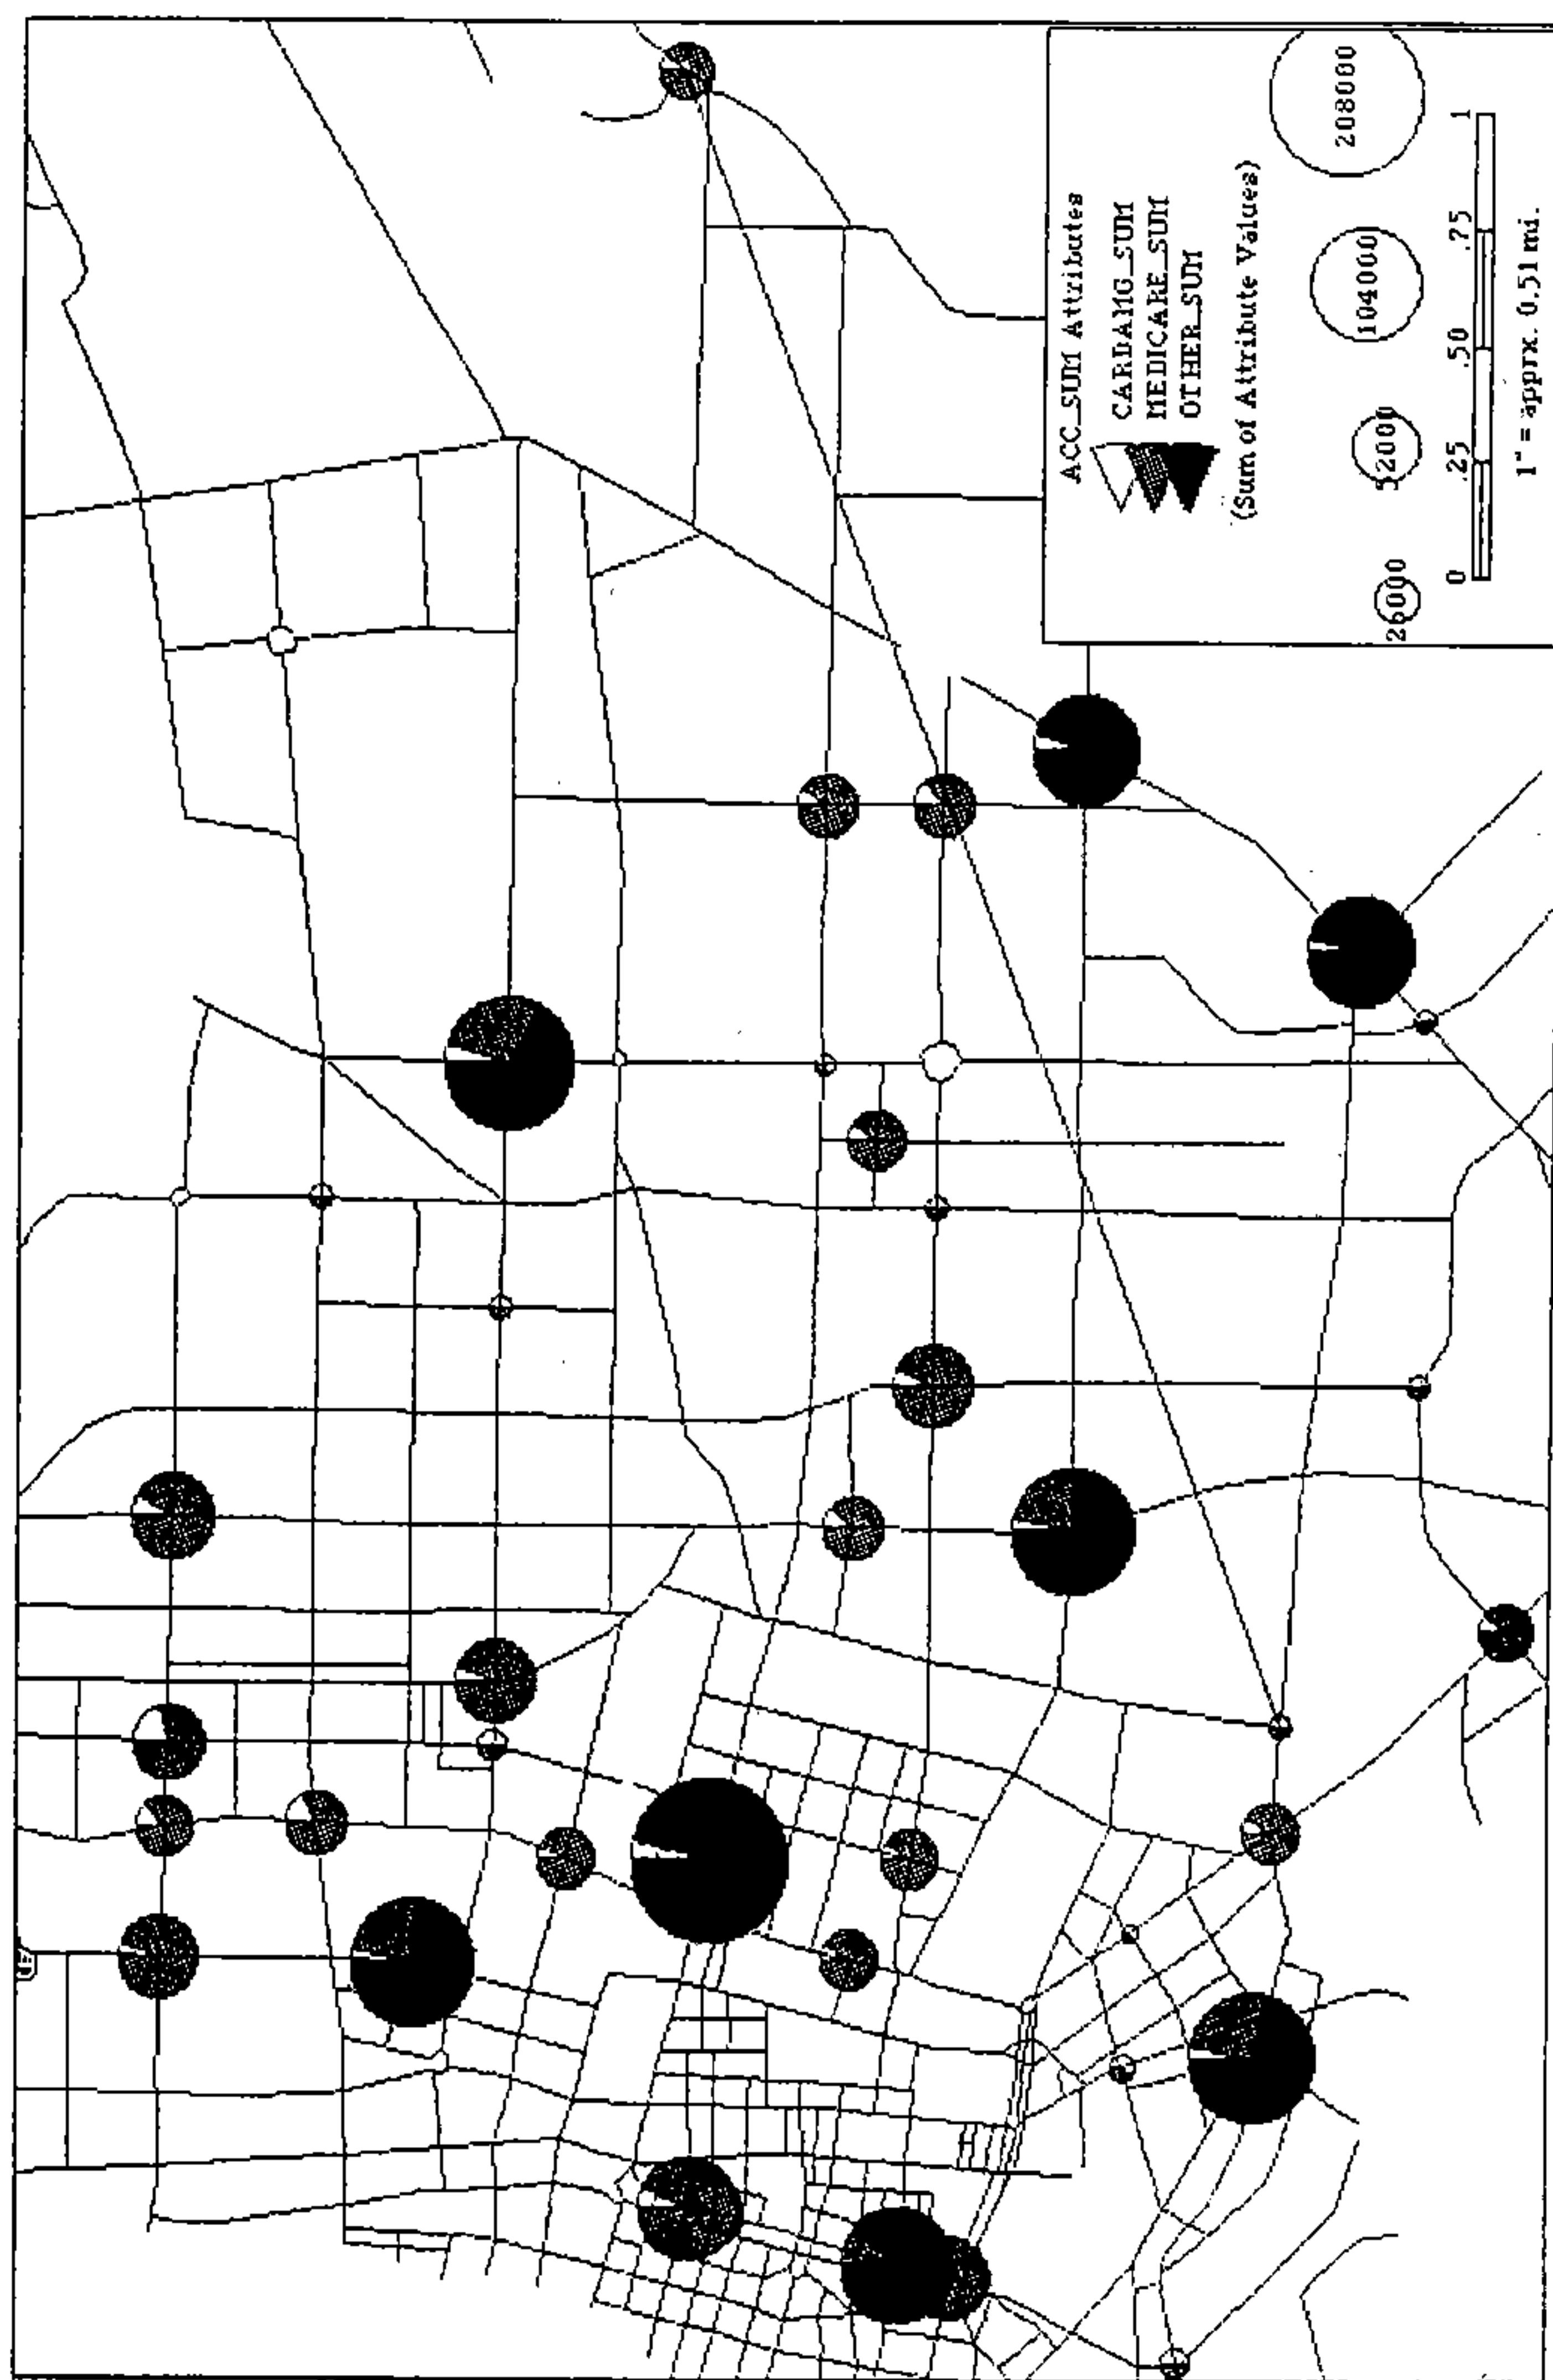 ACC_SUM Attributes
CARDAMG_SUM
MEDICARE_SUM
OTHER_SUM
(Sum of Attribute Values)
26000 52000 104000 208000
0 .25 .50 .75 1
1" = apprx. 0.51 mi.